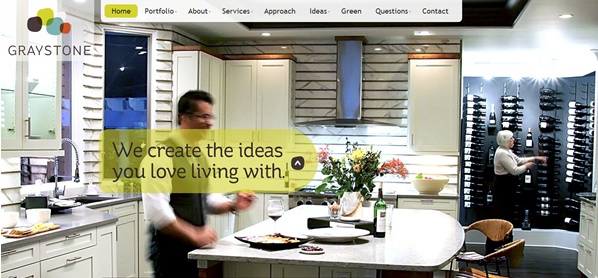 Home Portfolio About Services Approach Ideas Green Questions Contact
GRAYSTONE
We create the ideas
you love living with.